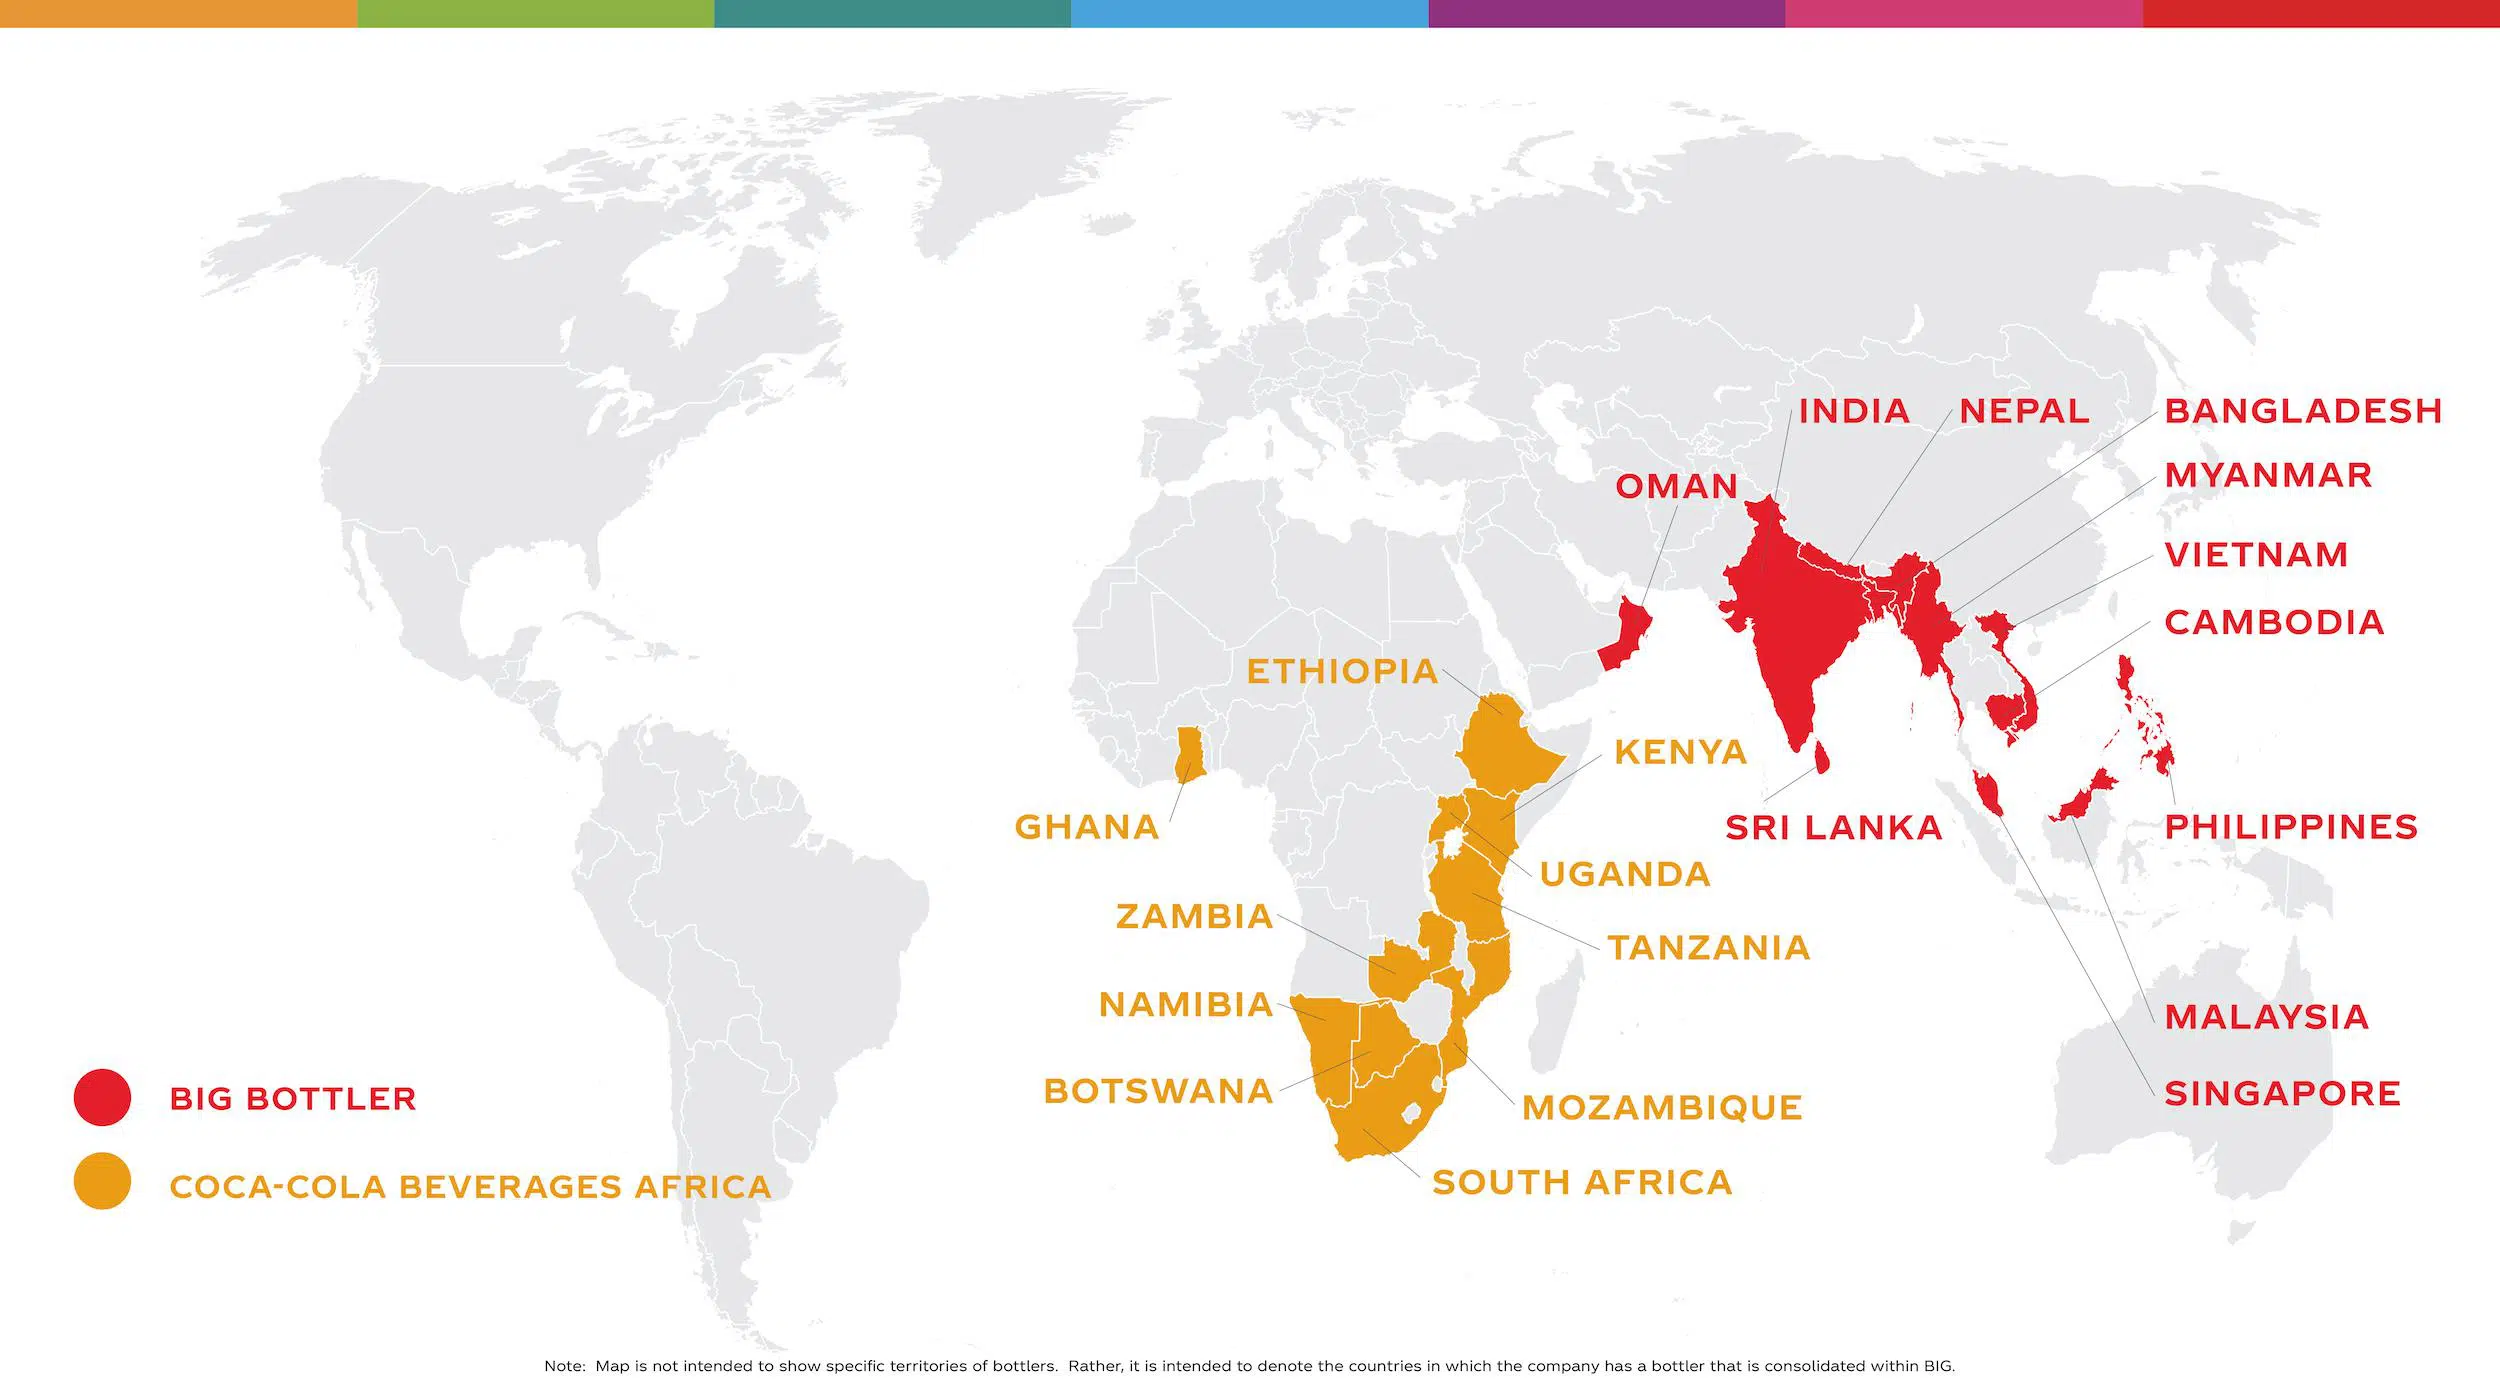 INDIA
NEPAL
BANGLADESH
OMAN
MYANMAR
VIETNAM
CAMBODIA
ETHIOPIA
KENYA
GHANA
SRI LANKA
PHILIPPINES
UGANDA
ZAMBIA
TANZANIA
NAMIBIA
MALAYSIA
BOTSWANA
SINGAPORE
BIG BOTTLER
MOZAMBIQUE
COCA-COLA BEVERAGES AFRICA
SOUTH AFRICA
Note: Map is not intended to show specific territories of bottlers. Rather, it is intended to denote the countries in which the company has a bottler that is consolidated within BIG.